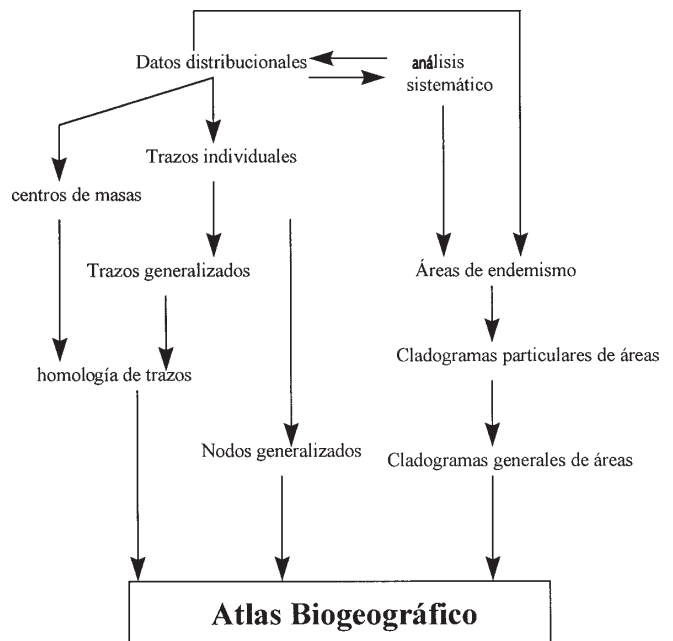 Datos distribucionales
análisis
sistemático
Trazos individuales
centros de masas
Trazos generalizados
Áreas de endemismo
Cladogramas particulares de áreas
homología de trazos
Nodos generalizados
Cladogramas generales de áreas
Atlas Biogeográfico